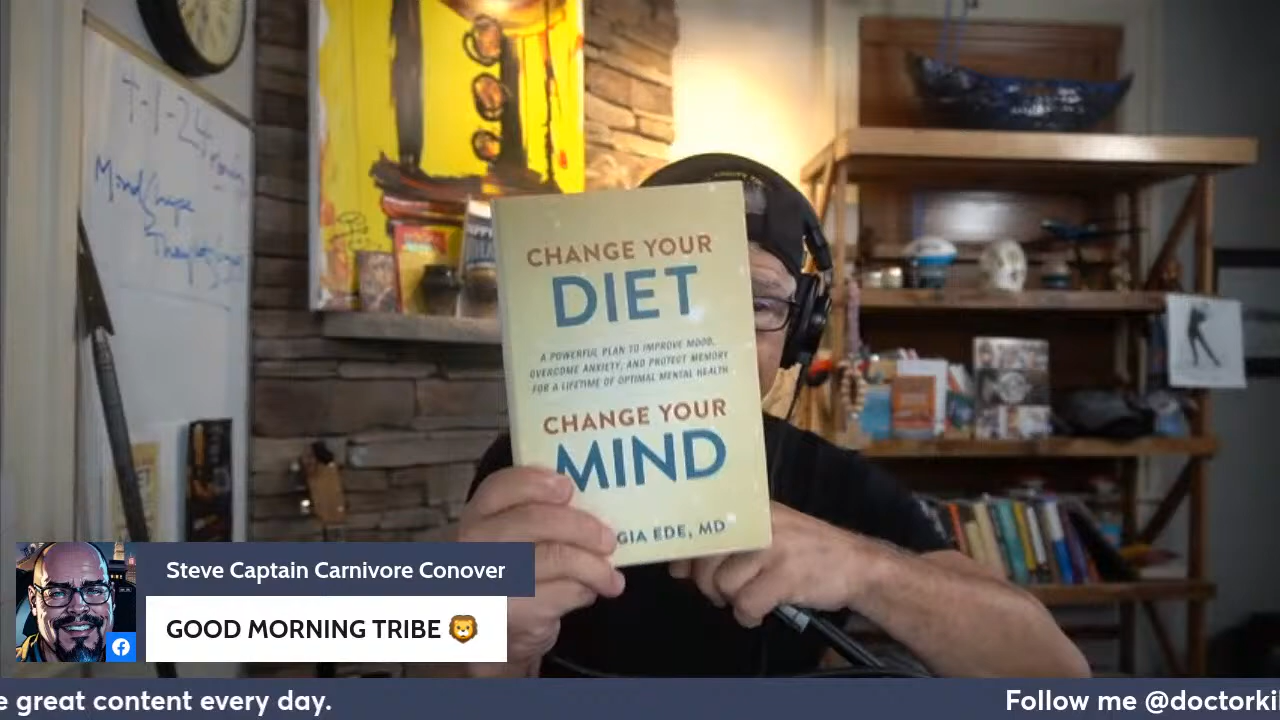 CHANGE YOUR
DIET
A POWERFUL PLAN TO IMPROVE MOOD,
OVERCOME ANXIETY, AND PROTECT MEMORY
FOR A LIFETIME OF OPTIMAL MENTAL HEALTH
CHANGE YOUR
MIND
GIA EDE, MD
Steve Captain Carnivore Conover
GOOD MORNING TRIBE 🦁
e great content every day.
Follow me @doctorki